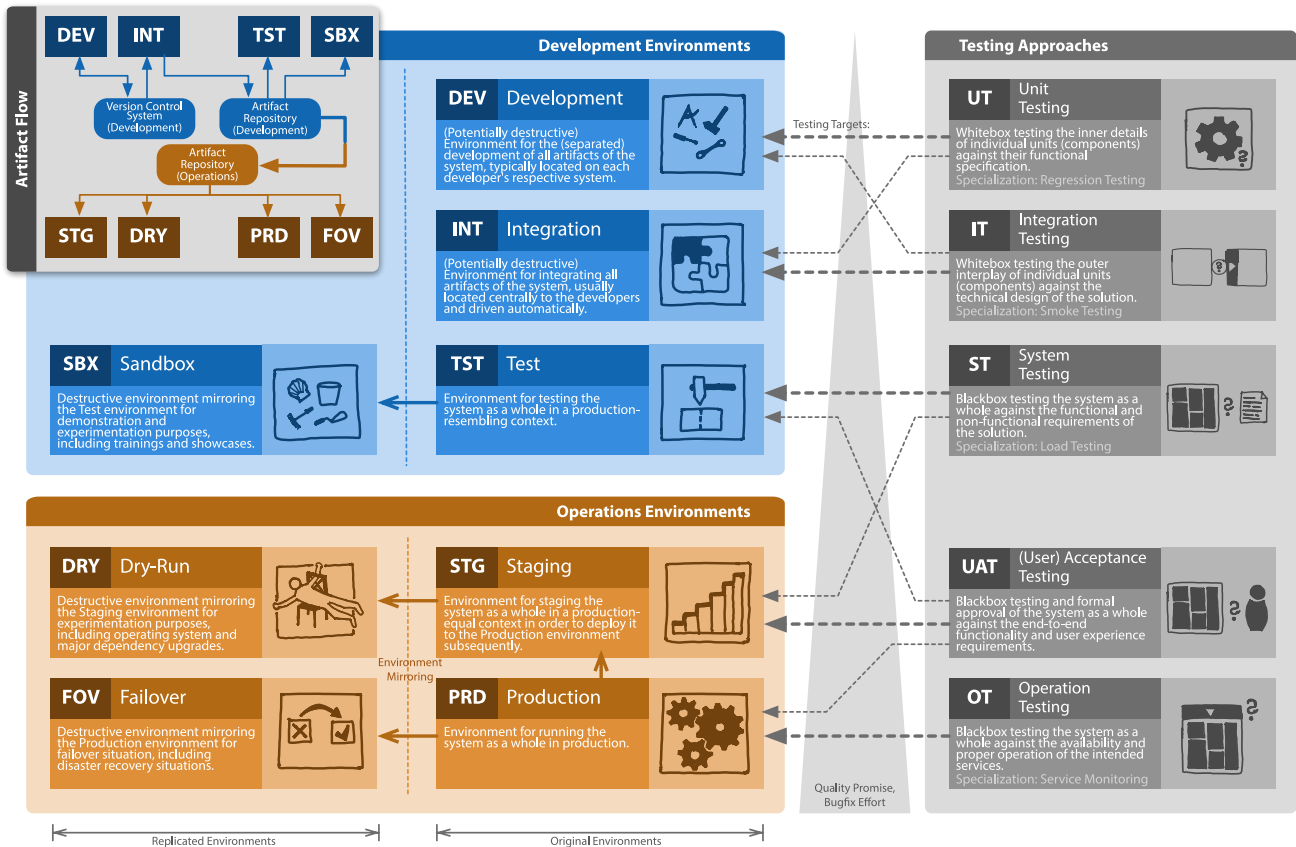 Artifact Flow
DEV
INT
TST
SBX
Version Control
System
(Development)
Artifact
Repository
(Development)
Artifact
Repository
(Operations)
STG
DRY
PRD
FOV
Development Environments
DEV Development
(Potentially destructive)
Environment for the (separated)
development of all artifacts of the
system, typically located on each
developer's respective system.
INT Integration
(Potentially destructive)
Environment for integrating all
artifacts of the system, usually
located centrally to the developers
and driven automatically.
SBX Sandbox
Destructive environment mirroring
the Test environment for
demonstration and
experimentation purposes,
including trainings and showcases.
TST Test
Environment for testing the
system as a whole in a production-
resembling context.
Operations Environments
DRY Dry-Run
Destructive environment mirroring
the Staging environment for
experimentation purposes,
including operating system and
major dependency upgrades.
STG Staging
Environment for staging the
system as a whole in a production-
equal context in order to deploy it
to the Production environment
subsequently.
Environment
Mirroring
FOV Failover
Destructive environment mirroring
the Production environment for
failover situation, including
disaster recovery situations.
PRD Production
Environment for running the
system as a whole in production.
Replicated Environments
Original Environments
Testing Targets:
Quality Promise,
Bugfix Effort
Testing Approaches
UT Unit
Testing
Whitebox testing the inner details
of individual units (components)
against their functional
specification.
Specialization: Regression Testing
IT Integration
Testing
Whitebox testing the outer
interplay of individual units
(components) against the
technical design of the solution.
Specialization: Smoke Testing
ST System
Testing
Blackbox testing the system as a
whole against the functional and
non-functional requirements of
the solution.
Specialization: Load Testing
UAT (User) Acceptance
Testing
Blackbox testing and formal
approval of the system as a whole
against the end-to-end
functionality and user experience
requirements.
OT Operation
Testing
Blackbox testing the system as a
whole against the availability and
proper operation of the intended
services.
Specialization: Service Monitoring